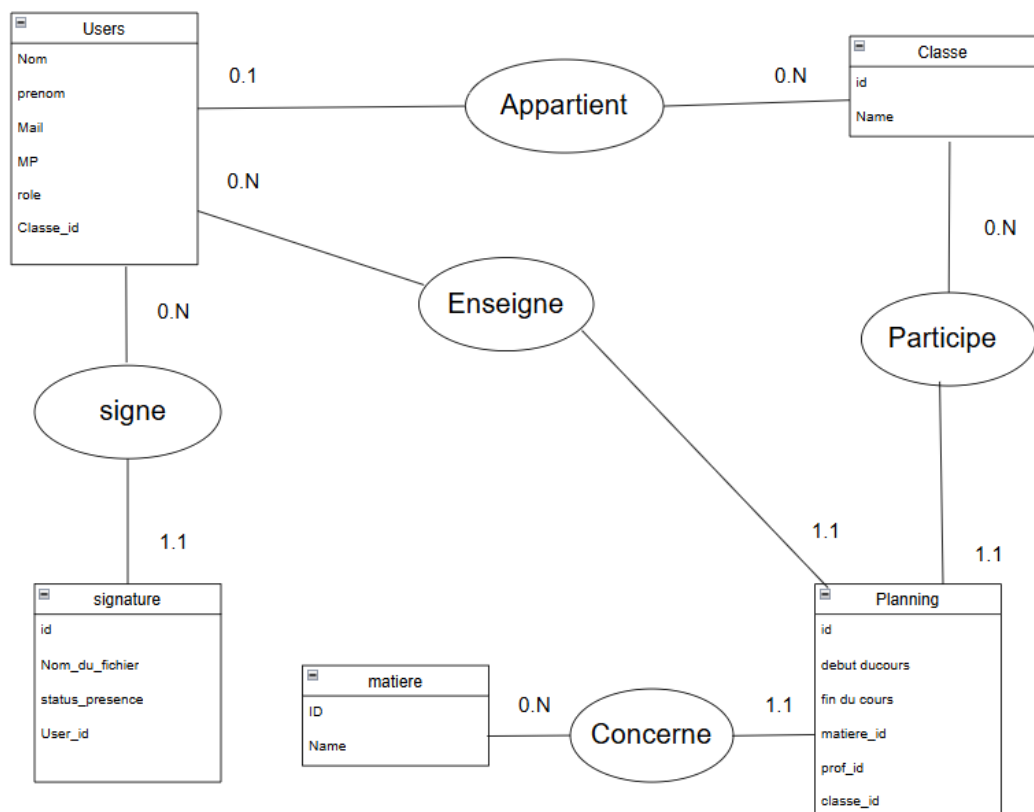 Users
Nom
prenom
Mail
MP
role
Classe_id
0.1
Appartient
0.N
Classe
id
Name
0.N
Enseigne
1.1
0.N
Participe
1.1
0.N
signe
1.1
signature
id
Nom_du_fichier
status_presence
User_id
matiere
ID
Name
0.N
Concerne
1.1
Planning
id
debut ducours
fin du cours
matiere_id
prof_id
classe_id